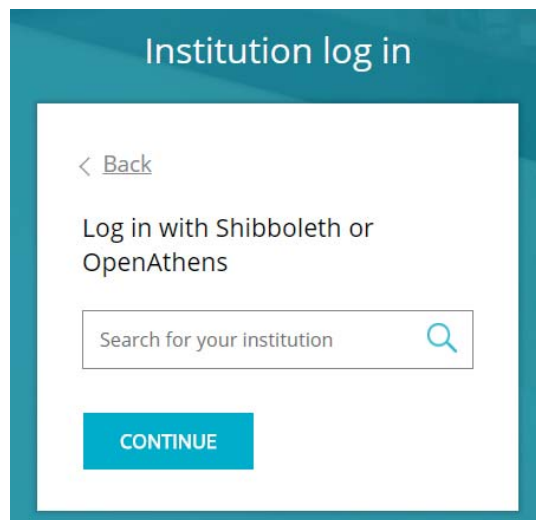 Institution log in
Back
Log in with Shibboleth or
OpenAthens
Search for your institution
CONTINUE